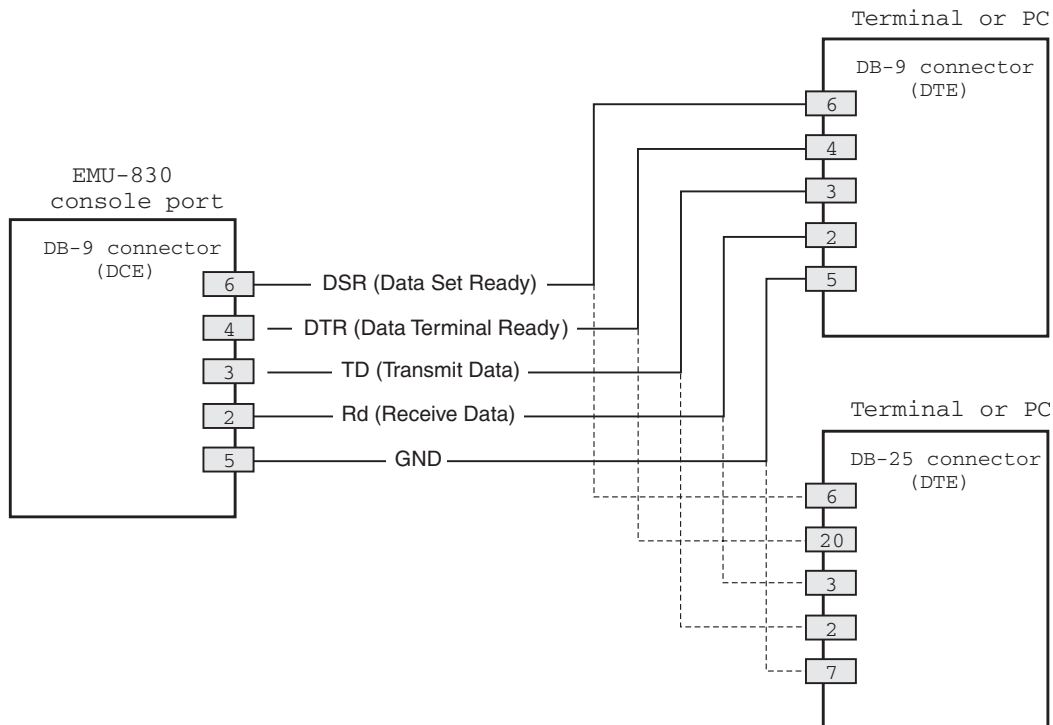 Terminal or PC
DB-9 connector
(DTE)
6
4
3
2
5
EMU-830
console port
DB-9 connector
(DCE)
6 DSR (Data Set Ready)
4 DTR (Data Terminal Ready)
3 TD (Transmit Data)
2 Rd (Receive Data)
5 GND
Terminal or PC
DB-25 connector
(DTE)
6
20
3
2
7